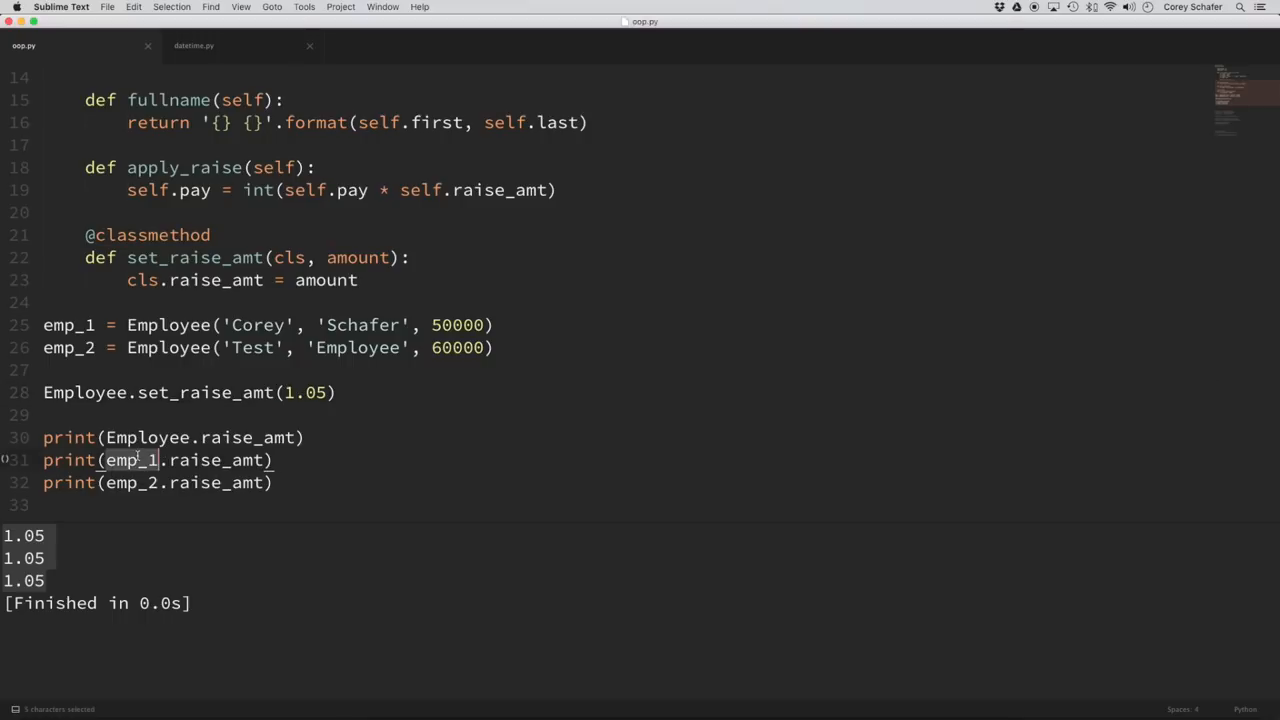 Sublime Text File Edit Selection Find View Goto Tools Project Window Help Corey Schafer
oop.py
oop.py datetime.py
14
15 def fullname(self):
16 return '{} {}'.format(self.first, self.last)
17
18 def apply_raise(self):
19 self.pay = int(self.pay * self.raise_amt)
20
21 @classmethod
22 def set_raise_amt(cls, amount):
23 cls.raise_amt = amount
24
25 emp_1 = Employee('Corey', 'Schafer', 50000)
26 emp_2 = Employee('Test', 'Employee', 60000)
27
28 Employee.set_raise_amt(1.05)
29
30 print(Employee.raise_amt)
31 print(emp_1.raise_amt)
32 print(emp_2.raise_amt)
33
1.05
1.05
1.05
[Finished in 0.0s]
5 characters selected Spaces: 4 Python